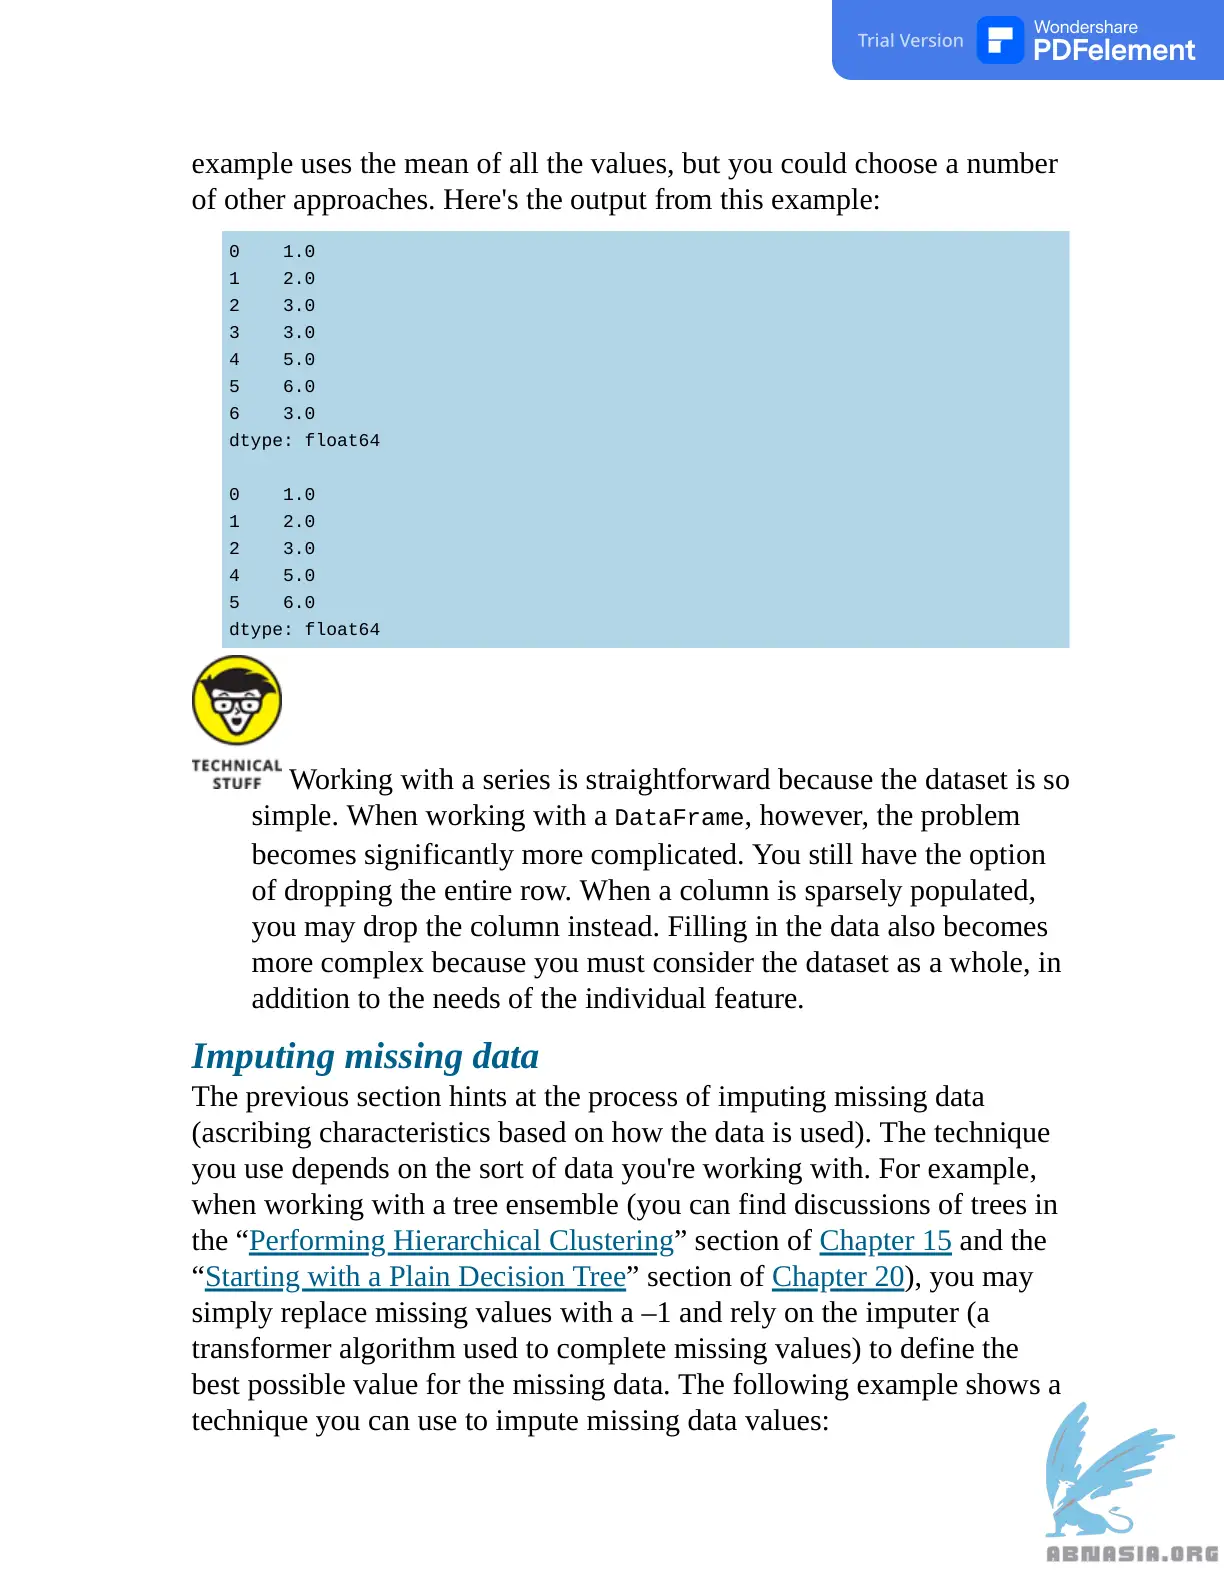 Trial Version
Wondershare
PDFelement
example uses the mean of all the values, but you could choose a number
of other approaches. Here's the output from this example:
0    1.0
1    2.0
2    3.0
3    3.0
4    5.0
5    6.0
6    3.0
dtype: float64
0    1.0
1    2.0
2    3.0
4    5.0
5    6.0
dtype: float64
TECHNICAL
STUFF Working with a series is straightforward because the dataset is so
simple. When working with a DataFrame, however, the problem
becomes significantly more complicated. You still have the option
of dropping the entire row. When a column is sparsely populated,
you may drop the column instead. Filling in the data also becomes
more complex because you must consider the dataset as a whole, in
addition to the needs of the individual feature.
Imputing missing data
The previous section hints at the process of imputing missing data
(ascribing characteristics based on how the data is used). The technique
you use depends on the sort of data you're working with. For example,
when working with a tree ensemble (you can find discussions of trees in
the “Performing Hierarchical Clustering” section of Chapter 15 and the
“Starting with a Plain Decision Tree” section of Chapter 20), you may
simply replace missing values with a –1 and rely on the imputer (a
transformer algorithm used to complete missing values) to define the
best possible value for the missing data. The following example shows a
technique you can use to impute missing data values:
ABNASIA.ORG